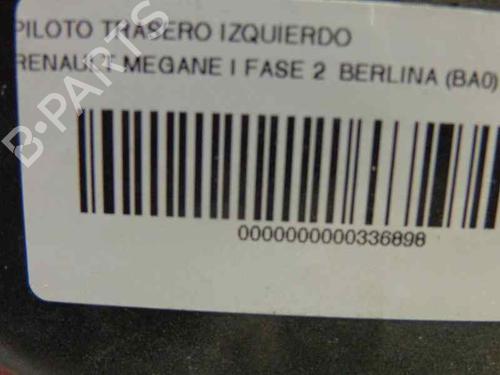 PILOTO TRASERO IZQUIERDO
RENAULT MEGANE I FASE 2 BERLINA (BA0)
0000000000336898
B-PARTS